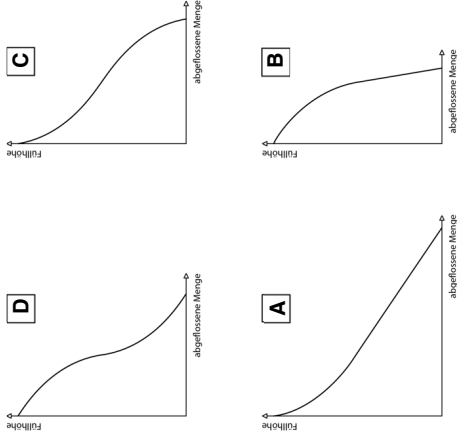 C
Füllhöhe
abgeflossene Menge
B
Füllhöhe
abgeflossene Menge
D
Füllhöhe
abgeflossene Menge
A
Füllhöhe
abgeflossene Menge